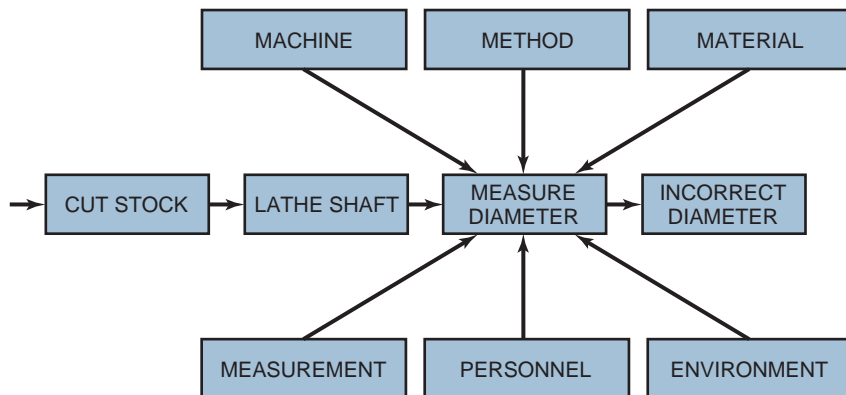 MACHINE
METHOD
MATERIAL
CUT STOCK
LATHE SHAFT
MEASURE
DIAMETER
INCORRECT
DIAMETER
MEASUREMENT
PERSONNEL
ENVIRONMENT